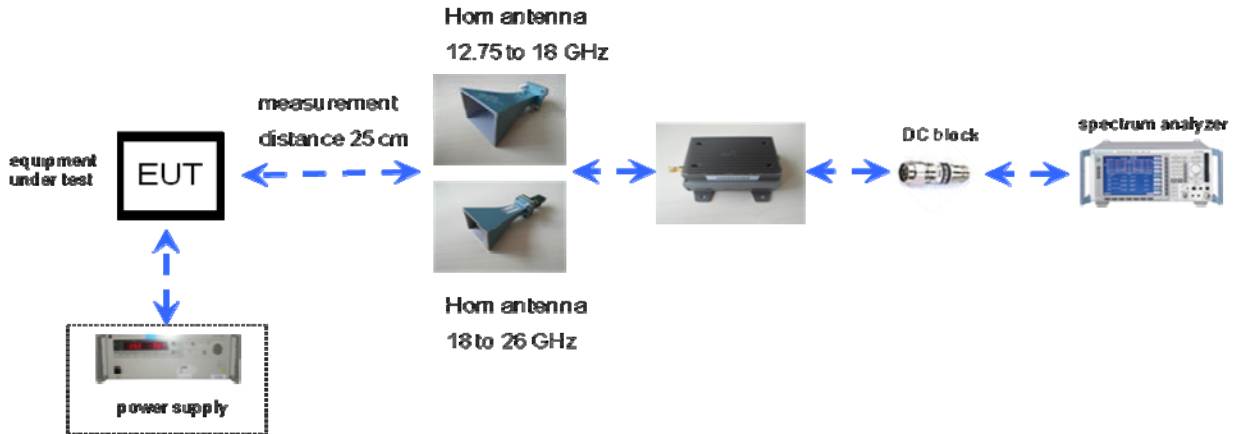 Horn antenna
12.75 to 18 GHz
measurement
distance 25 cm
DC block
spectrum analyzer
equipment
under test
EUT
Horn antenna
18 to 26 GHz
power supply